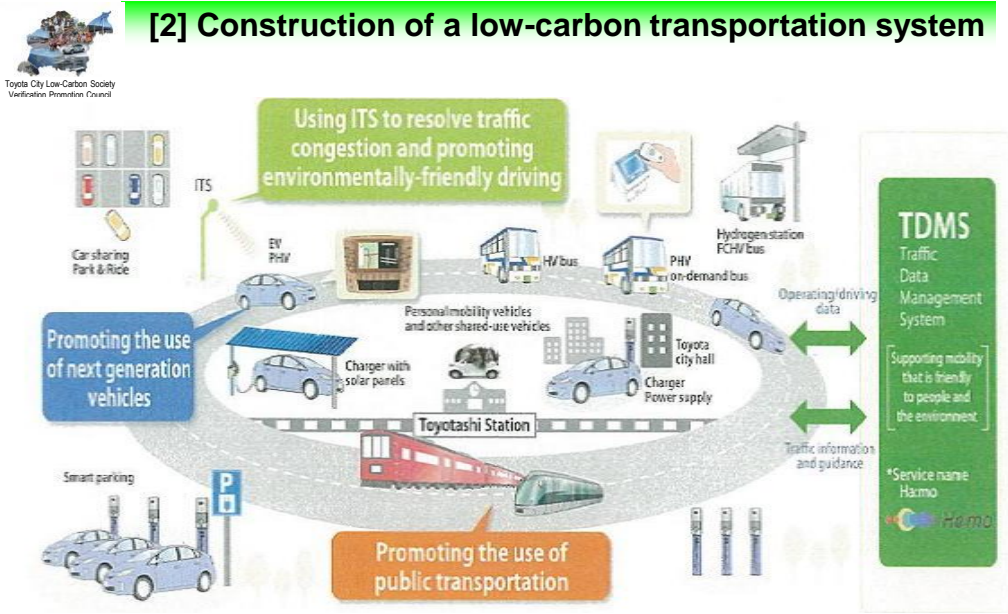 [2] Construction of a low-carbon transportation system
Toyota City Low-Carbon Society
Verification Promotion Council
Using ITS to resolve traffic
congestion and promoting
environmentally-friendly driving
ITS
Car sharing
Park & Ride
EV
PHV
HV bus
PHV
on-demand bus
Hydrogen station
FCHV bus
Operating/driving
data
TDMS
Traffic
Data
Management
System
Supporting mobility
that is friendly
to people and
the environment
Promoting the use
of next generation
vehicles
Personal mobility vehicles
and other shared-use vehicles
Charger with
solar panels
Toyota
city hall
Charger
Power supply
Toyotashi Station
Traffic information
and guidance
*Service name
Ha:mo
Ha:mo
Smart parking
P
Promoting the use of
public transportation